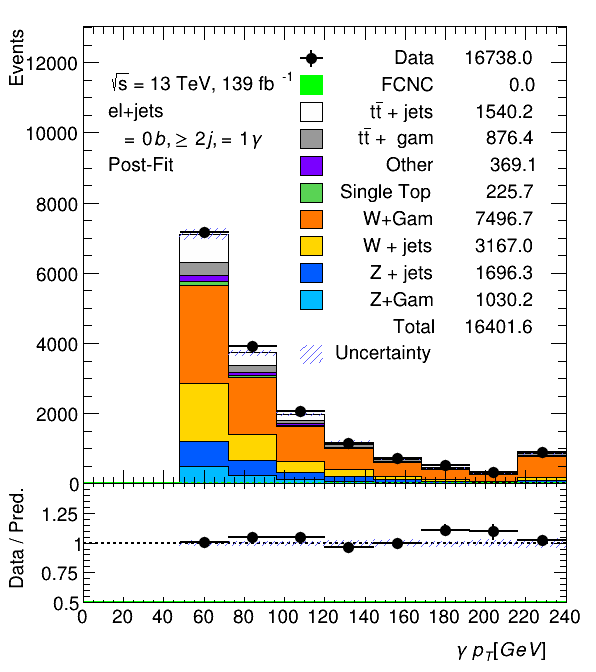 Events
12000
10000
8000
6000
4000
2000
0
√s = 13 TeV, 139 fb⁻¹
el+jets
= 0b, ≥ 2j, = 1γ
Post-Fit
Data 16738.0
FCNC 0.0
tt̄ + jets 1540.2
tt̄ + gam 876.4
Other 369.1
Single Top 225.7
W+Gam 7496.7
W + jets 3167.0
Z + jets 1696.3
Z+Gam 1030.2
Total 16401.6
Uncertainty
Data / Pred.
1.25
1
0.75
0.5
0 20 40 60 80 100 120 140 160 180 200 220 240
γ p_T[GeV]